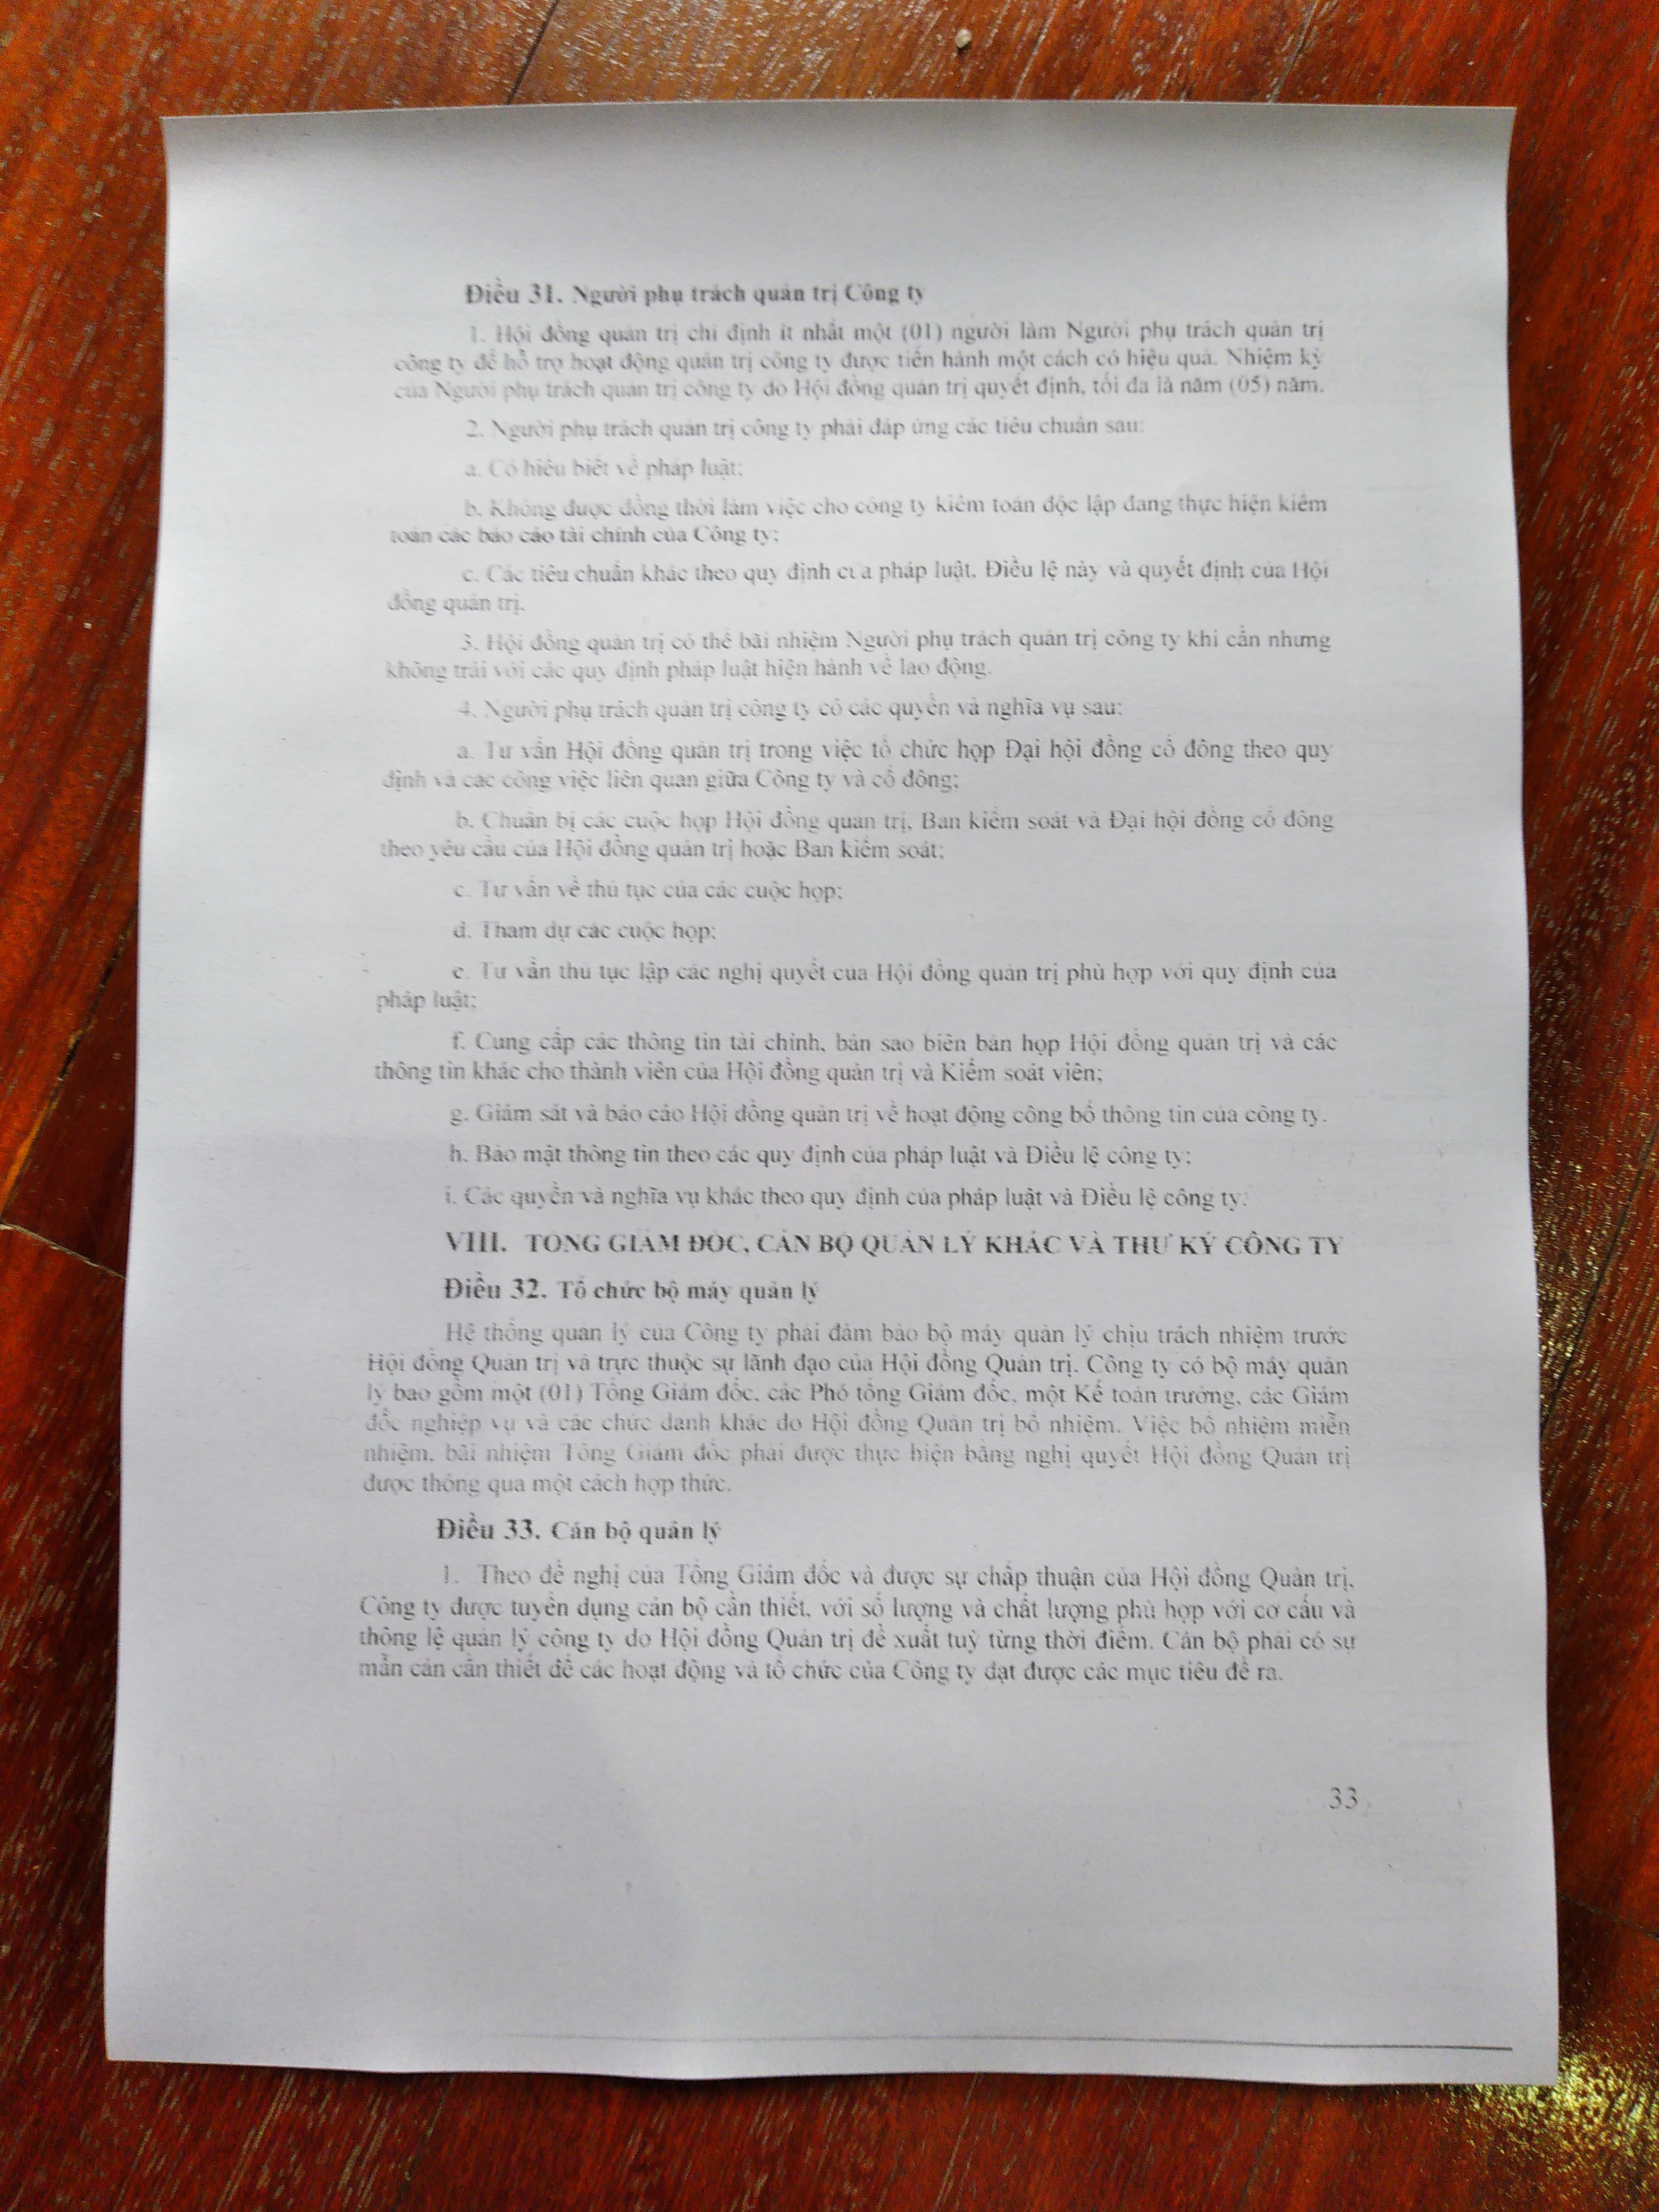 Điều 31. Người phụ trách quản trị Công ty
1. Hội đồng quản trị chỉ định ít nhất một (01) người làm Người phụ trách quản trị
công ty để hỗ trợ hoạt động quản trị công ty được tiến hành một cách có hiệu quả. Nhiệm kỳ
của Người phụ trách quản trị công ty do Hội đồng quản trị quyết định, tối đa là năm (05) năm.
2. Người phụ trách quản trị công ty phải đáp ứng các tiêu chuẩn sau:
a. Có hiểu biết về pháp luật;
b. Không được đồng thời làm việc cho công ty kiểm toán độc lập đang thực hiện kiểm
toán các báo cáo tài chính của Công ty;
c. Các tiêu chuẩn khác theo quy định của pháp luật, Điều lệ này và quyết định của Hội
đồng quản trị.
3. Hội đồng quản trị có thể bãi nhiệm Người phụ trách quản trị công ty khi cần nhưng
không trái với các quy định pháp luật hiện hành về lao động.
4. Người phụ trách quản trị công ty có các quyền và nghĩa vụ sau:
a. Tư vấn Hội đồng quản trị trong việc tổ chức họp Đại hội đồng cổ đông theo quy
định và các công việc liên quan giữa Công ty và cổ đông;
b. Chuẩn bị các cuộc họp Hội đồng quản trị, Ban kiểm soát và Đại hội đồng cổ đông
theo yêu cầu của Hội đồng quản trị hoặc Ban kiểm soát;
c. Tư vấn về thủ tục của các cuộc họp;
d. Tham dự các cuộc họp;
e. Tư vấn thủ tục lập các nghị quyết của Hội đồng quản trị phù hợp với quy định của
pháp luật;
f. Cung cấp các thông tin tài chính, bản sao biên bản họp Hội đồng quản trị và các
thông tin khác cho thành viên của Hội đồng quản trị và Kiểm soát viên;
g. Giám sát và báo cáo Hội đồng quản trị về hoạt động công bố thông tin của công ty.
h. Bảo mật thông tin theo các quy định của pháp luật và Điều lệ công ty;
i. Các quyền và nghĩa vụ khác theo quy định của pháp luật và Điều lệ công ty.
VIII. TỔNG GIÁM ĐỐC, CÁN BỘ QUẢN LÝ KHÁC VÀ THƯ KÝ CÔNG TY
Điều 32. Tổ chức bộ máy quản lý
Hệ thống quản lý của Công ty phải đảm bảo bộ máy quản lý chịu trách nhiệm trước
Hội đồng Quản trị và trực thuộc sự lãnh đạo của Hội đồng Quản trị. Công ty có bộ máy quản
lý bao gồm một (01) Tổng Giám đốc, các Phó tổng Giám đốc, một Kế toán trưởng, các Giám
đốc nghiệp vụ và các chức danh khác do Hội đồng Quản trị bổ nhiệm. Việc bổ nhiệm miễn
nhiệm, bãi nhiệm Tổng Giám đốc phải được thực hiện bằng nghị quyết Hội đồng Quản trị
được thông qua một cách hợp thức.
Điều 33. Cán bộ quản lý
1. Theo đề nghị của Tổng Giám đốc và được sự chấp thuận của Hội đồng Quản trị,
Công ty được tuyển dụng cán bộ cần thiết, với số lượng và chất lượng phù hợp với cơ cấu và
thông lệ quản lý công ty do Hội đồng Quản trị đề xuất tuỳ từng thời điểm. Cán bộ phải có sự
mẫn cán cần thiết để các hoạt động và tổ chức của Công ty đạt được các mục tiêu đề ra.
33